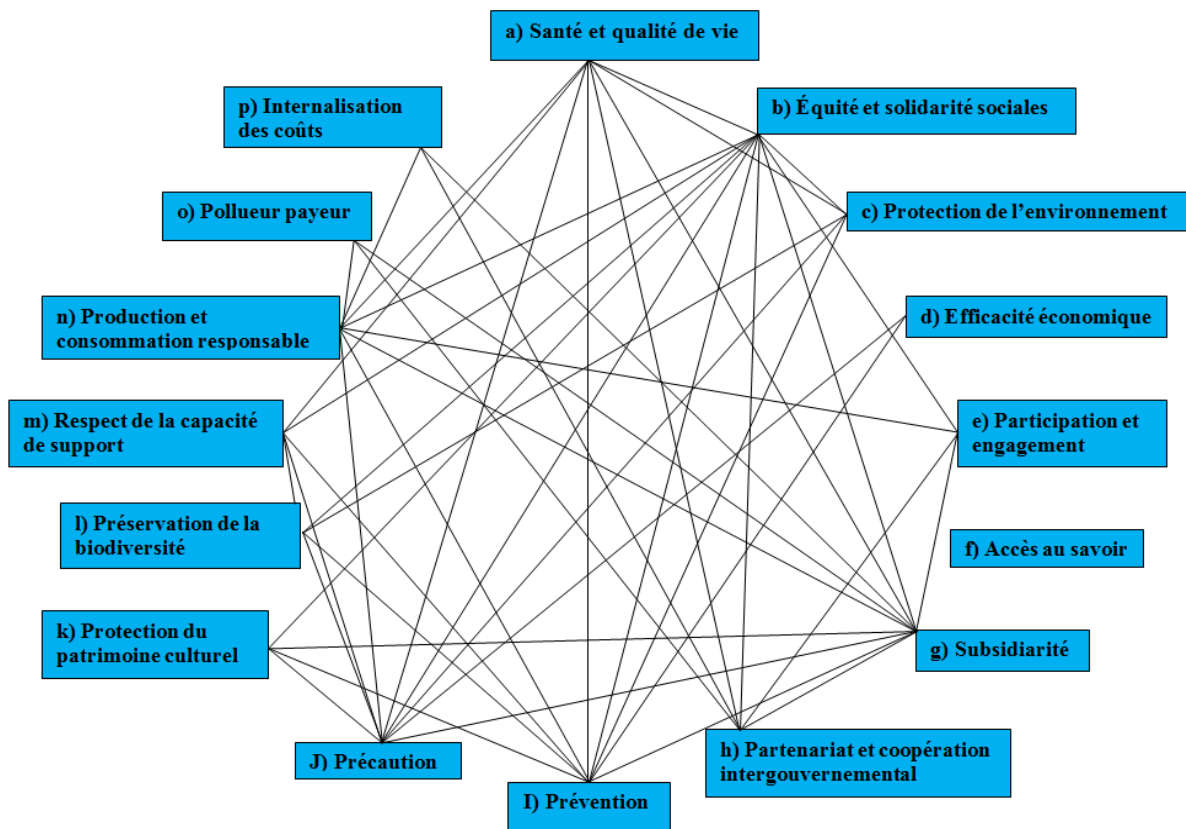 a) Santé et qualité de vie
b) Équité et solidarité sociales
c) Protection de l'environnement
d) Efficacité économique
e) Participation et
engagement
f) Accès au savoir
g) Subsidiarité
h) Partenariat et coopération
intergouvernemental
I) Prévention
J) Précaution
k) Protection du
patrimoine culturel
l) Préservation de la
biodiversité
m) Respect de la capacité
de support
n) Production et
consommation responsable
o) Pollueur payeur
p) Internalisation
des coûts